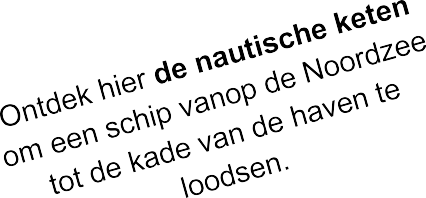 Ontdek hier de nautische keten
om een schip vanop de Noordzee
tot de kade van de haven te
loodsen.